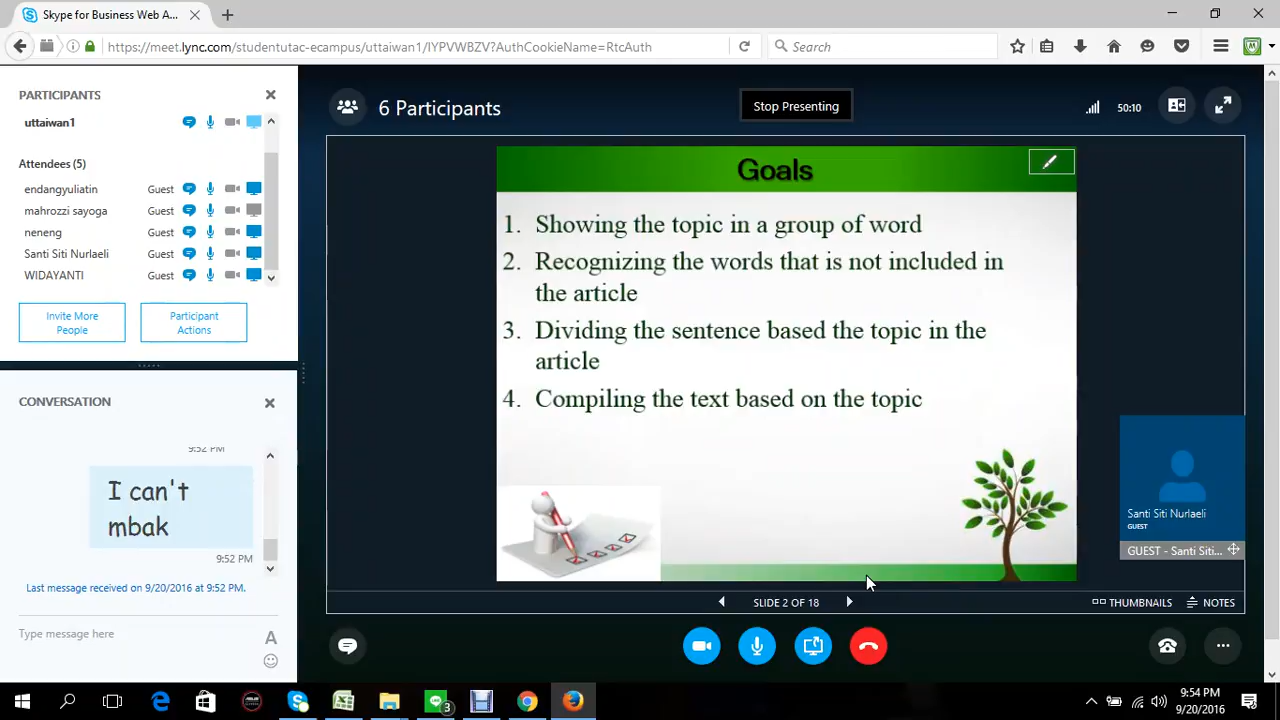 Skype for Business Web A...
https://meet.lync.com/studentutac-ecampus/uttaiwan1/IYPVWBZV?AuthCookieName=RtcAuth
Search
PARTICIPANTS
uttaiwan1
Attendees (5)
endangyuliatin Guest
mahrozzi sayoga Guest
neneng Guest
Santi Siti Nurlaeli Guest
WIDAYANTI Guest
Invite More
People
Participant
Actions
CONVERSATION
9:52 PM
I can't
mbak
9:52 PM
Last message received on 9/20/2016 at 9:52 PM.
Type message here
A
6 Participants
Stop Presenting
50:10
Goals
1. Showing the topic in a group of word
2. Recognizing the words that is not included in
the article
3. Dividing the sentence based the topic in the
article
4. Compiling the text based on the topic
Santi Siti Nurlaeli
GUEST
GUEST - Santi Siti...
SLIDE 2 OF 18
THUMBNAILS
NOTES
3
9:54 PM
9/20/2016